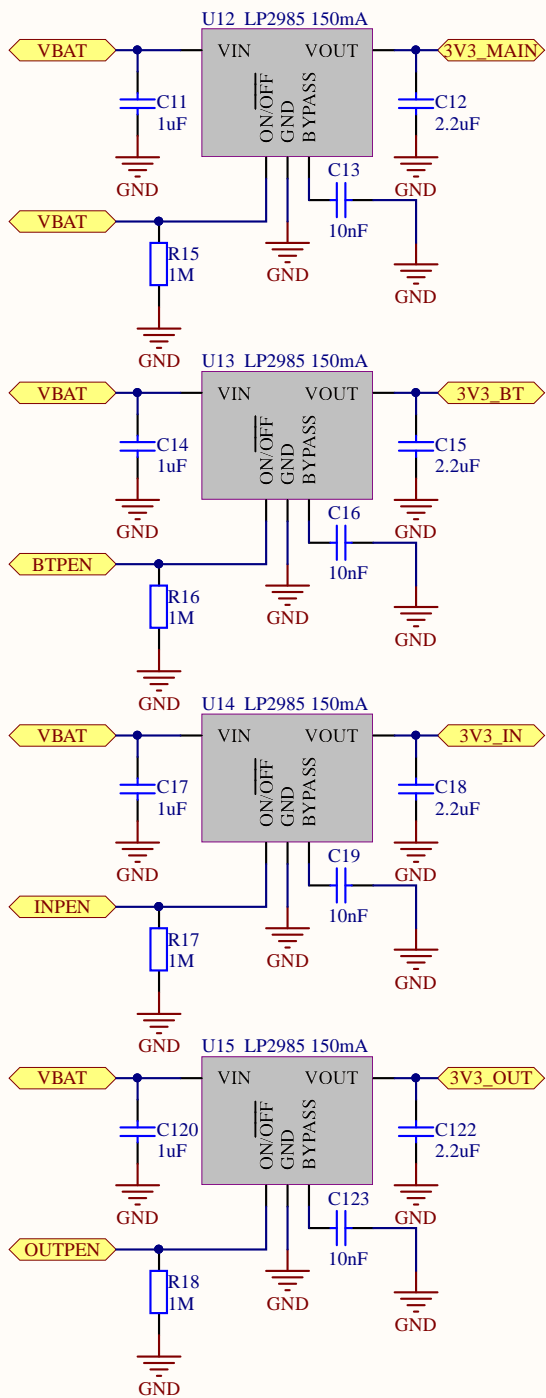 U12 LP2985 150mA
VBAT
VIN
VOUT
3V3_MAIN
ON/OFF
GND
BYPASS
C11
1uF
GND
C12
2.2uF
GND
C13
10nF
VBAT
R15
1M
GND
GND
GND
U13 LP2985 150mA
VBAT
VIN
VOUT
3V3_BT
ON/OFF
GND
BYPASS
C14
1uF
GND
C15
2.2uF
GND
C16
10nF
BTPEN
R16
1M
GND
GND
GND
U14 LP2985 150mA
VBAT
VIN
VOUT
3V3_IN
ON/OFF
GND
BYPASS
C17
1uF
GND
C18
2.2uF
GND
C19
10nF
INPEN
R17
1M
GND
GND
GND
U15 LP2985 150mA
VBAT
VIN
VOUT
3V3_OUT
ON/OFF
GND
BYPASS
C120
1uF
GND
C122
2.2uF
GND
C123
10nF
OUTPEN
R18
1M
GND
GND
GND